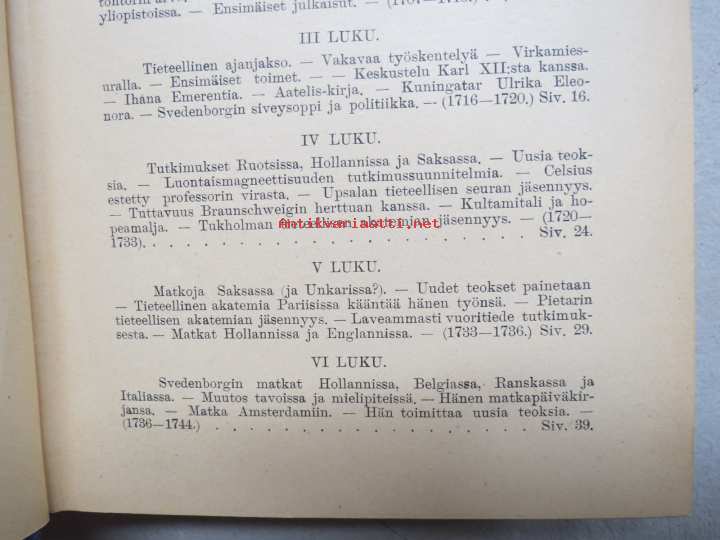 yliopistoissa. — Ensimäiset julkaisut. —
III LUKU.
Tieteellinen ajanjakso. — Vakavaa työskentelyä — Virkamies-
uralla. — Ensimäiset toimet. — — Keskustelu Karl XII:sta kanssa.
— Ihana Emerentia. — Aatelis-kirja. — Kuningatar Ulrika Eleo-
nora. — Svedenborgin siveysoppi ja politiikka. — (1716—1720.) Siv. 16.
IV LUKU.
Tutkimukset Ruotsissa, Hollannissa ja Saksassa. — Uusia teok-
sia. — Luontaismagneettisuuden tutkimussuunnitelmia. — Celsius
estetty professorin virasta. — Upsalan tieteellisen seuran jäsennyys.
— Tuttavuus Braunschweigin herttuan kanssa. — Kultamitali ja ho-
peamalja. — Tukholman tieteellisen akatemian jäsennyys. — (1720—
Antikvariaatti.net
1733). . . . . . . . . . . . . . . . . . . . Siv. 24.
V LUKU.
Matkoja Saksassa (ja Unkarissa?). — Uudet teokset painetaan
— Tieteellinen akatemia Pariisissa kääntää hänen työnsä. — Pietarin
tieteellisen akatemian jäsennyys. — Laveammasti vuoritiede tutkimuk-
sesta. — Matkat Hollannissa ja Englannissa. — (1733—1736.) Siv. 29.
VI LUKU.
Svedenborgin matkat Hollannissa, Belgiassa, Ranskassa ja
Italiassa. — Muutos tavoissa ja mielipiteissä. — Hänen matkapäiväkir-
jansa. — Matka Amsterdamiin. — Hän toimittaa uusia teoksia. —
(1736—1744.) . . . . . . . . . . . . . . . . . Siv. 39.